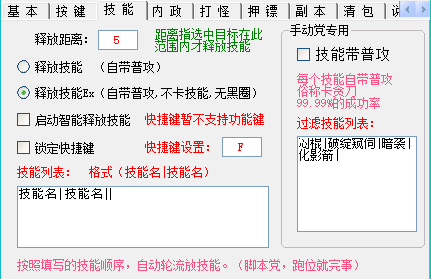 基本 按键 技能 内政 打怪 押镖 副本 清包 说
释放距离: 5 距离指选中目标在此
范围内才释放技能
释放技能 (自带普攻)
释放技能Ex(自带普攻,不卡技能,无黑圈)
启动智能释放技能 快捷键暂不支持功能键
锁定快捷键 快捷键设置: F
技能列表: 格式(技能名|技能名)
技能名|技能名||
按照填写的技能顺序，自动轮流放技能。(脚本党，跑位就完事)
手动党专用
技能带普攻
每个技能自带普攻
俗称卡贪刀
99.99%的成功率
过滤技能列表:
闷棍|破绽窥伺|暗袭|
化影箭|